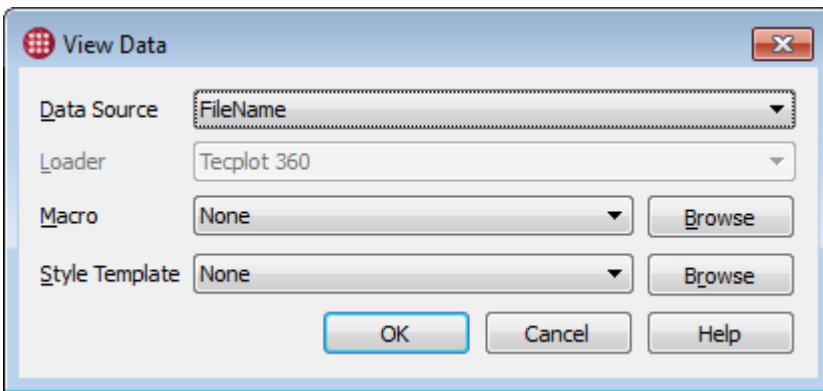 View Data
Data Source FileName
Loader Tecplot 360
Macro None Browse
Style Template None Browse
OK Cancel Help